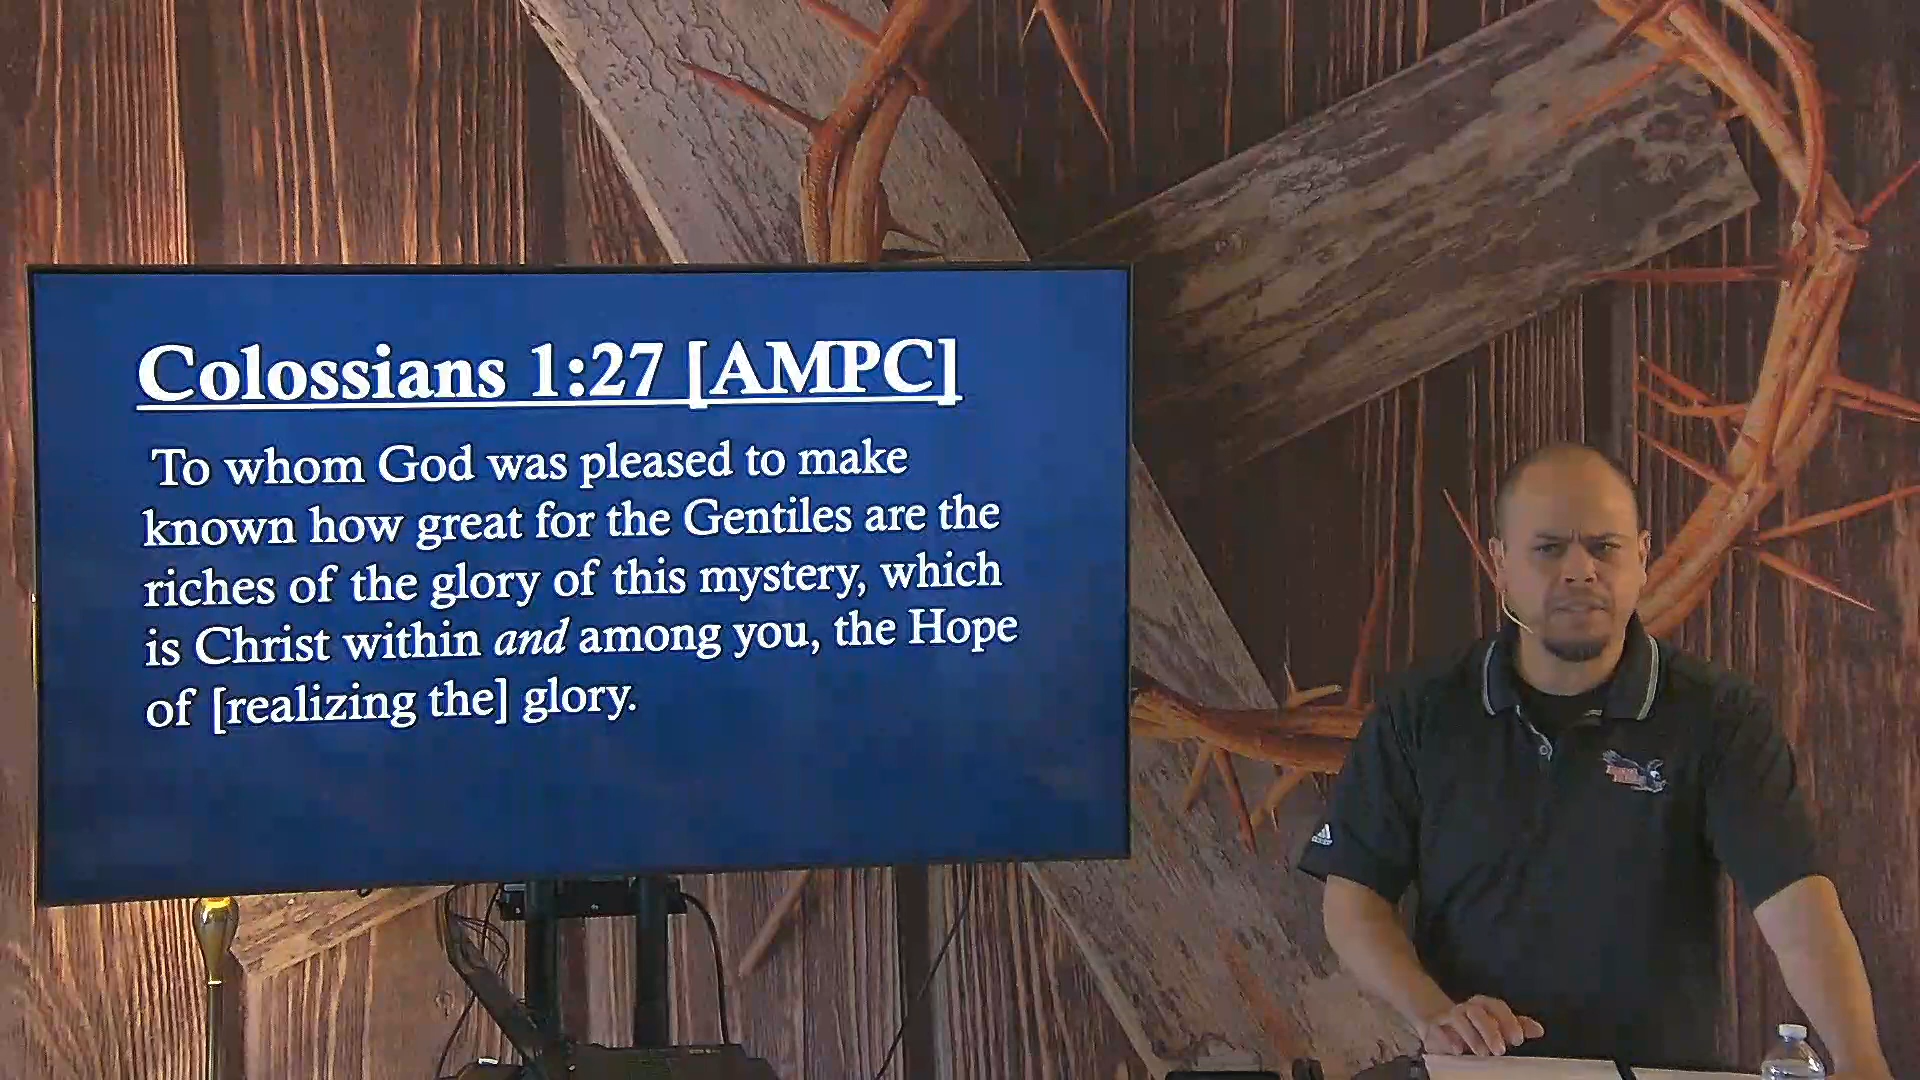 Colossians 1:27 [AMPC]
To whom God was pleased to make
known how great for the Gentiles are the
riches of the glory of this mystery, which
is Christ within and among you, the Hope
of [realizing the] glory.